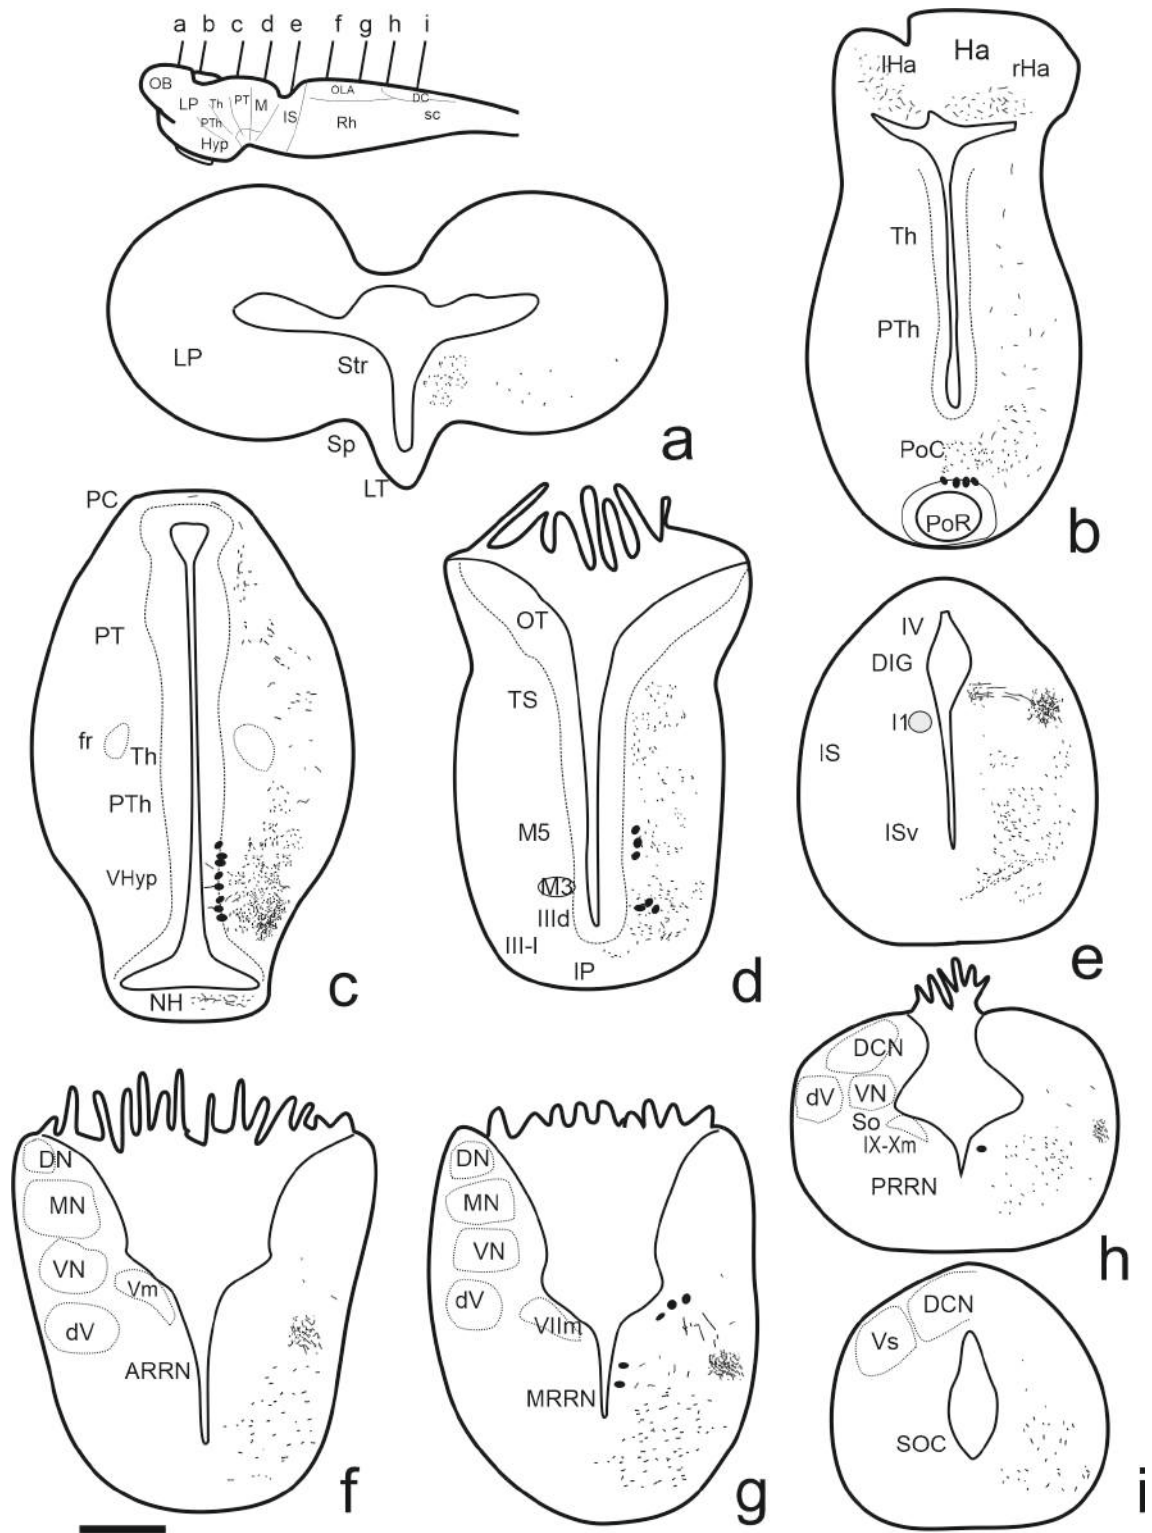 a b c d e f g h i
OB LP Th PT M IS OLA DC
PTh Rh sc
Hyp
LP Str
Sp
LT
a
lHa Ha rHa
Th
PTh
PoC
PoR
b
PC
PT
fr Th
PTh
VHyp
NH
c
OT
TS
M5
M3
IIId
III-I
IP
d
IV
DIG
I1
IS
ISv
e
DN
MN
VN
Vm
dV
ARRN
f
DN
MN
VN
dV
VIIm
MRRN
g
DCN
dV VN
So
IX-Xm
PRRN
h
DCN
Vs
SOC
i